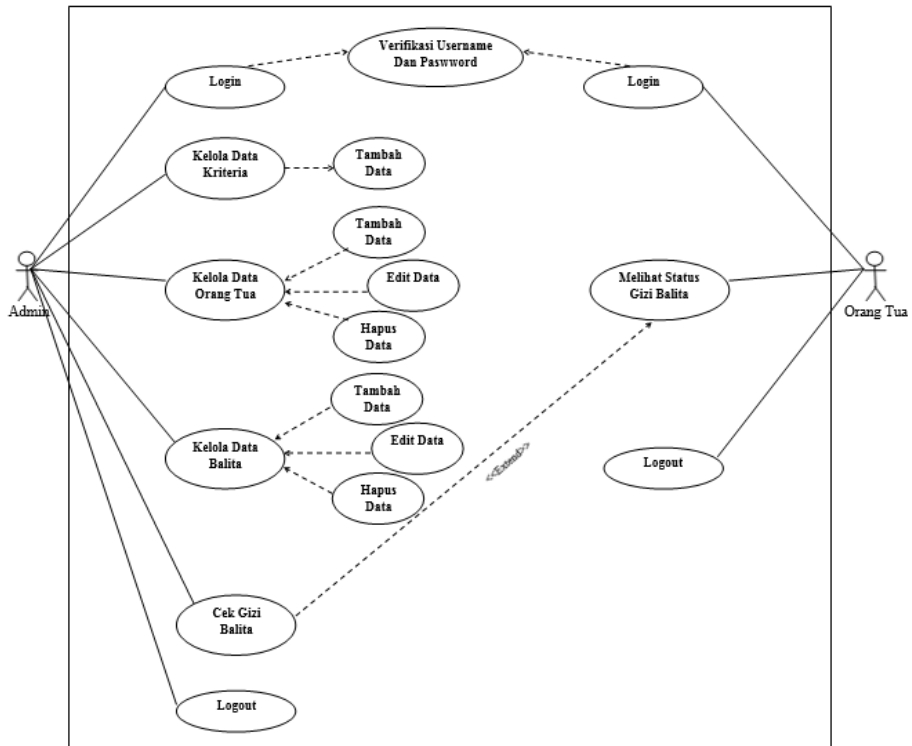 Verifikasi Username
Dan Paswword
Login
Login
Kelola Data
Kriteria
Tambah
Data
Tambah
Data
Kelola Data
Orang Tua
Edit Data
Hapus
Data
Melihat Status
Gizi Balita
Admin
Orang Tua
Tambah
Data
Kelola Data
Balita
Edit Data
Hapus
Data
<<Extend>>
Logout
Cek Gizi
Balita
Logout